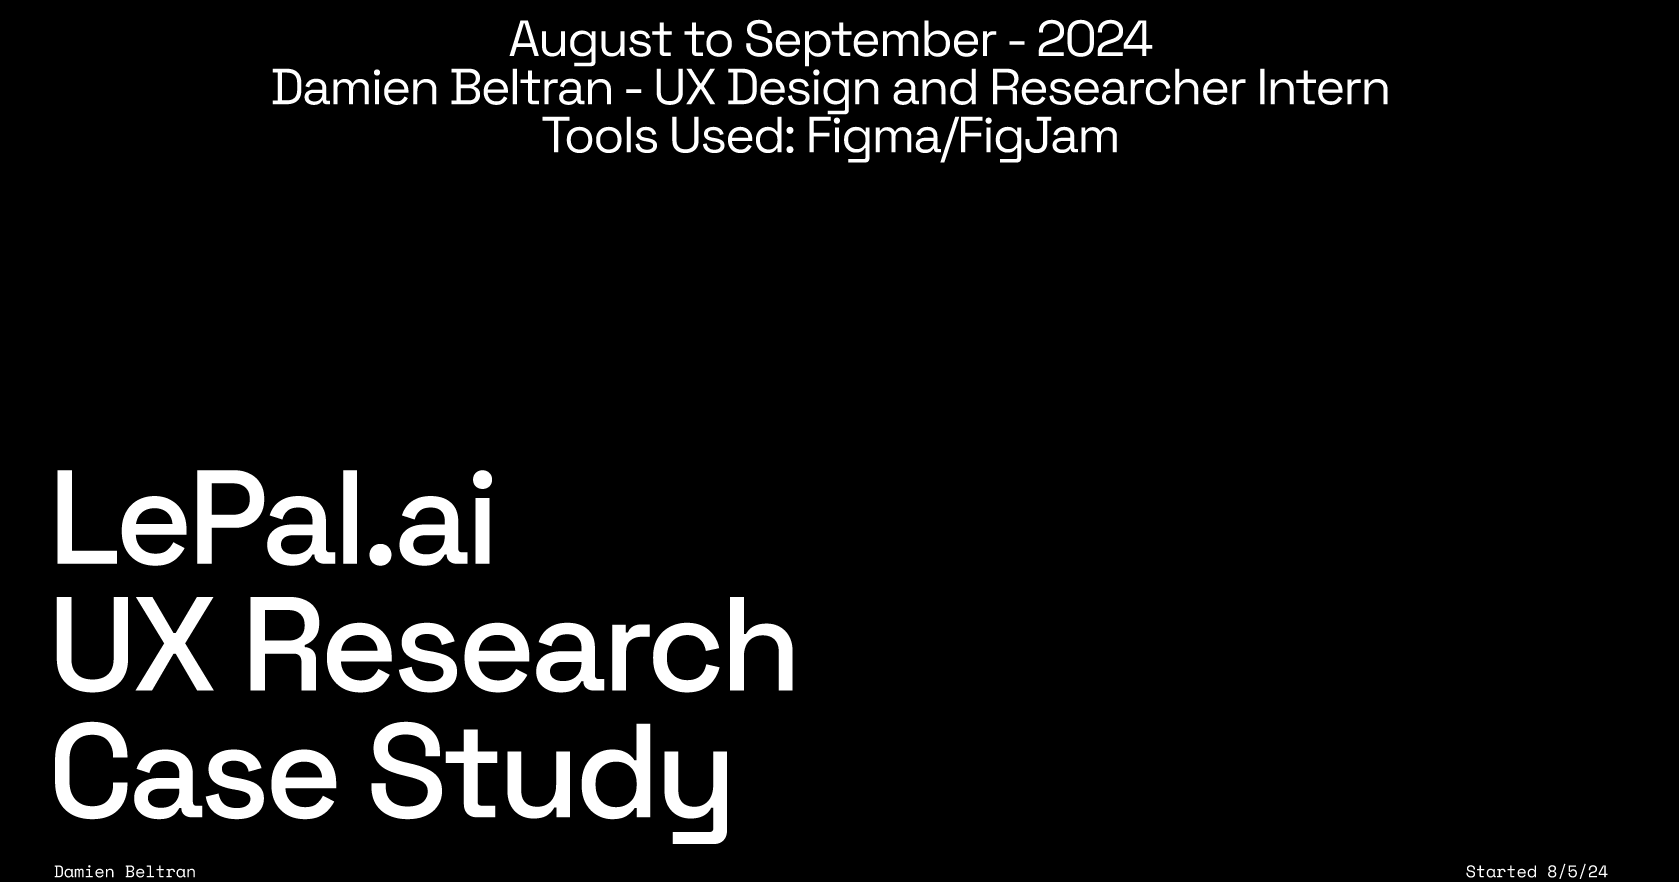 August to September - 2024
Damien Beltran - UX Design and Researcher Intern
Tools Used: Figma/FigJam
LePal.ai
UX Research
Case Study
Damien Beltran
Started 8/5/24